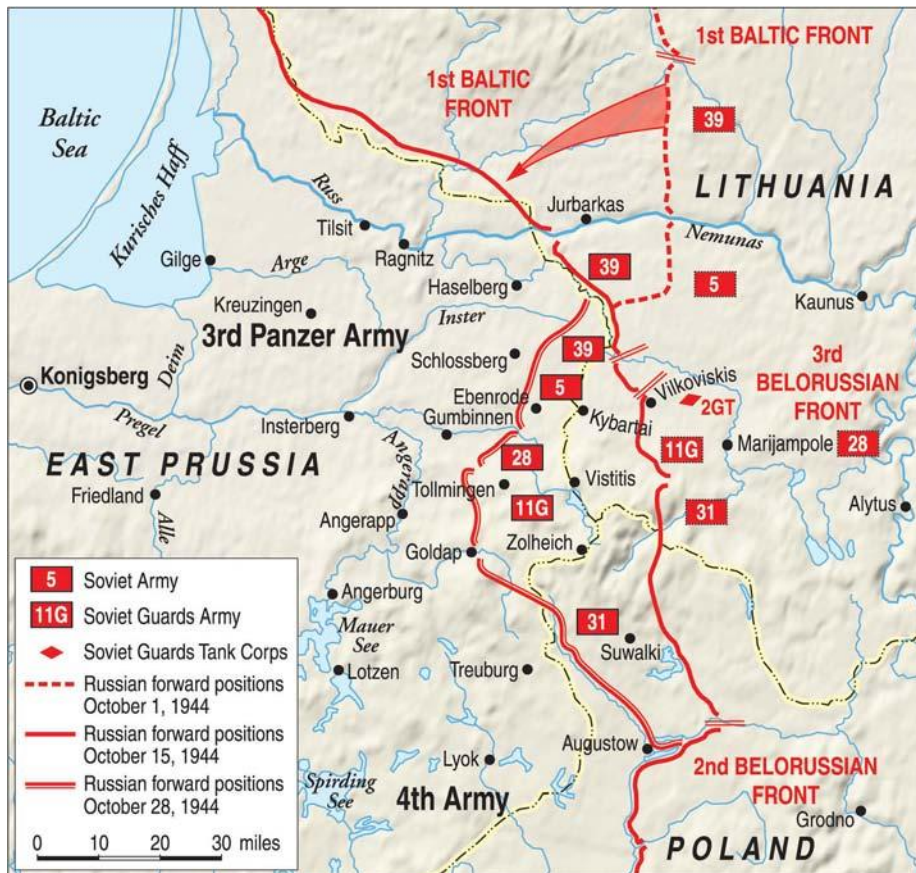 1st BALTIC FRONT
1st BALTIC
FRONT
39
Baltic
Sea
LITHUANIA
Kurisches Haff
Russ
Jurbarkas
Tilsit
Nemunas
Ragnitz
Gilge
Arge
39
5
Haselberg
Kaunus
Kreuzingen
Inster
3rd Panzer Army
39
Schlossberg
Deim
3rd
BELORUSSIAN
FRONT
Konigsberg
Ebenrode
5
Vilkoviskis
2GT
Pregel
Insterberg
Gumbinnen
Kybartai
Angerapp
11G
Marijampole
28
EAST PRUSSIA
28
Friedland
Tollmingen
Vistitis
Alytus
11G
31
Alle
Angerapp
Goldap
Zolheich
5
Soviet Army
11G
Soviet Guards Army
Soviet Guards Tank Corps
Russian forward positions
October 1, 1944
Russian forward positions
October 15, 1944
Russian forward positions
October 28, 1944
0 10 20 30 miles
Angerburg
Mauer
See
31
Suwalki
Lotzen
Treuburg
Augustow
Lyok
2nd BELORUSSIAN
FRONT
Spirding
See
4th Army
Grodno
POLAND